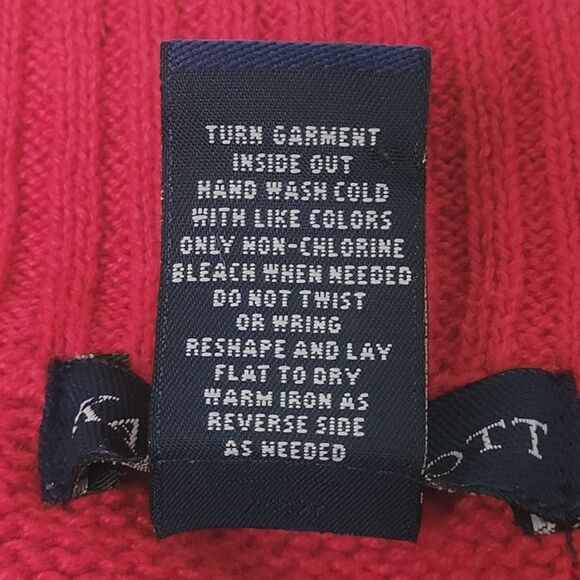 TURN GARMENT
INSIDE OUT
HAND WASH COLD
WITH LIKE COLORS
ONLY NON-CHLORINE
BLEACH WHEN NEEDED
DO NOT TWIST
OR WRING
RESHAPE AND LAY
FLAT TO DRY
WARM IRON AS
REVERSE SIDE
AS NEEDED